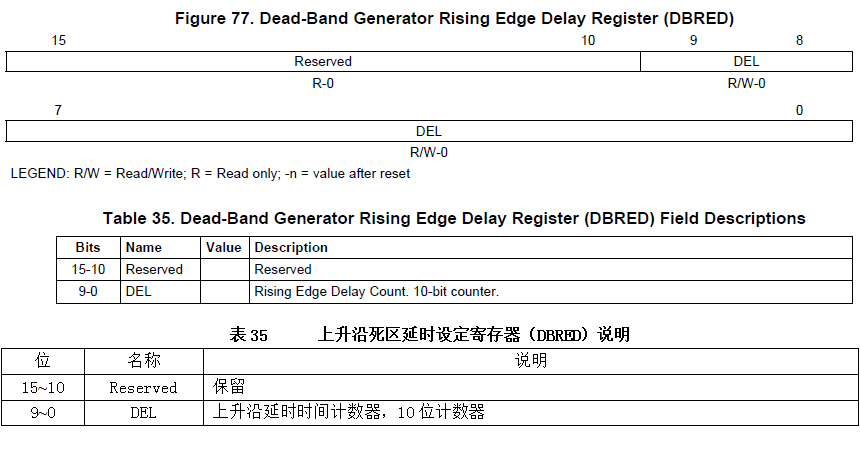 Figure 77. Dead-Band Generator Rising Edge Delay Register (DBRED)
15 10 9 8
Reserved DEL
R-0 R/W-0
7 0
DEL
R/W-0
LEGEND: R/W = Read/Write; R = Read only; -n = value after reset
Table 35. Dead-Band Generator Rising Edge Delay Register (DBRED) Field Descriptions
Bits Name Value Description
15-10 Reserved Reserved
9-0 DEL Rising Edge Delay Count. 10-bit counter.
表 35 上升沿死区延时设定寄存器（DBRED）说明
位 名称 说明
15~10 Reserved 保留
9~0 DEL 上升沿延时时间计数器，10 位计数器